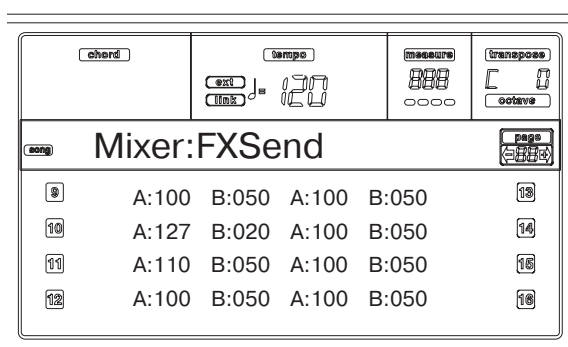 chord tempo measure transpose
ext link ♩= 120 888 C 0 octave
song Mixer:FXSend page 88
9 A:100 B:050 A:100 B:050 13
10 A:127 B:020 A:100 B:050 14
11 A:110 B:050 A:100 B:050 15
12 A:100 B:050 A:100 B:050 16